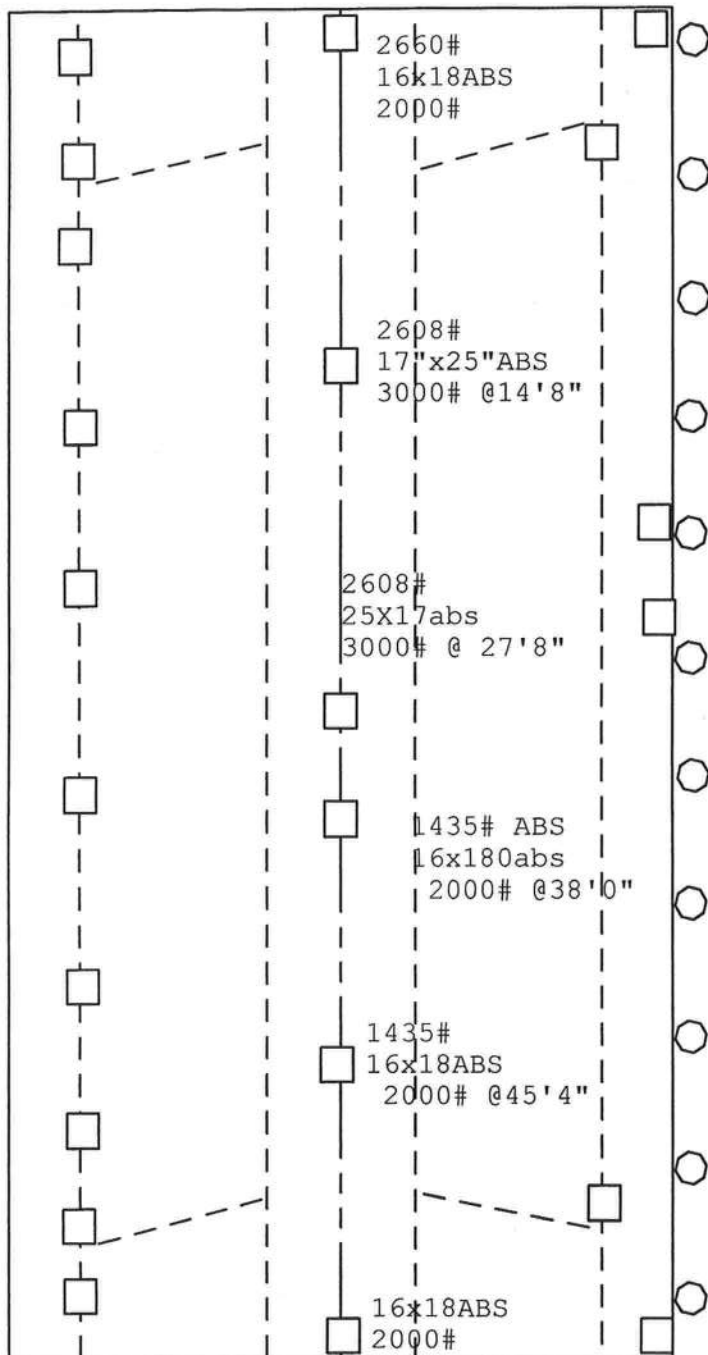 2660#
16x18ABS
2000#
2608#
17"x25"ABS
3000# @14'8"
2608#
25X17abs
3000# @ 27'8"
1435# ABS
16x180abs
2000# @38'0"
1435#
16x18ABS
2000# @45'4"
16x18ABS
2000#